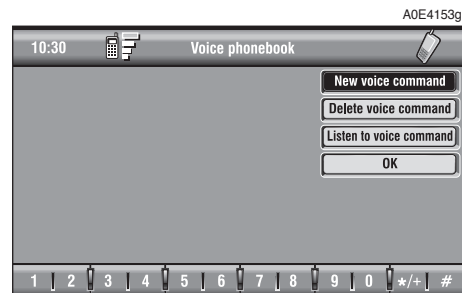 A0E4153g
10:30 Voice phonebook
New voice command
Delete voice command
Listen to voice command
OK
1 2 3 4 5 6 7 8 9 0 */+ #